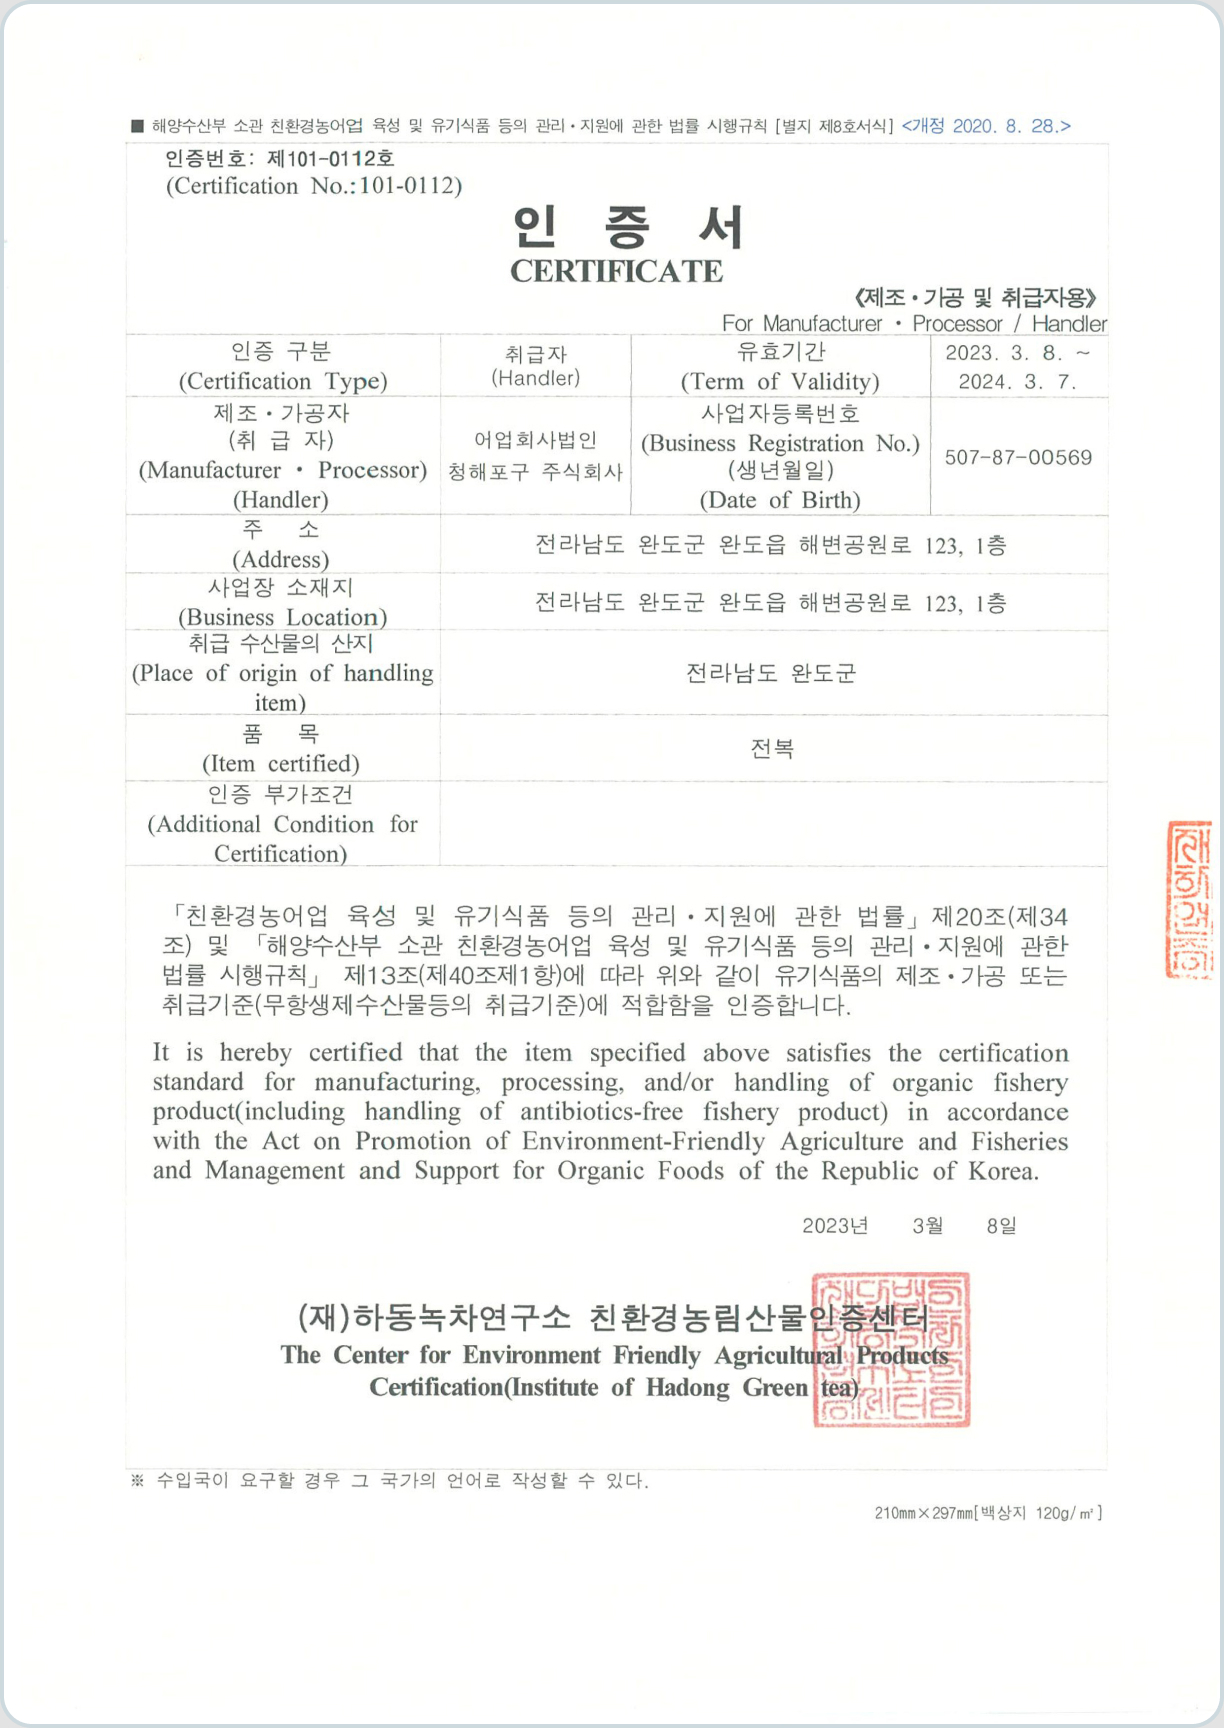 ■ 해양수산부 소관 친환경농어업 육성 및 유기식품 등의 관리・지원에 관한 법률 시행규칙 [별지 제8호서식] <개정 2020. 8. 28.>
인증번호: 제101-0112호
(Certification No.:101-0112)
인 증 서
CERTIFICATE
《제조・가공 및 취급자용》
For Manufacturer・Processor / Handler
인증 구분
(Certification Type)
취급자
(Handler)
유효기간
(Term of Validity)
2023. 3. 8. ~
2024. 3. 7.
제조・가공자
(취 급 자)
(Manufacturer・Processor)
(Handler)
어업회사법인
청해포구 주식회사
사업자등록번호
(Business Registration No.)
(생년월일)
(Date of Birth)
507-87-00569
주 소
(Address)
전라남도 완도군 완도읍 해변공원로 123, 1층
사업장 소재지
(Business Location)
전라남도 완도군 완도읍 해변공원로 123, 1층
취급 수산물의 산지
(Place of origin of handling
item)
전라남도 완도군
품 목
(Item certified)
전복
인증 부가조건
(Additional Condition for
Certification)
「친환경농어업 육성 및 유기식품 등의 관리・지원에 관한 법률」제20조(제34
조) 및 「해양수산부 소관 친환경농어업 육성 및 유기식품 등의 관리・지원에 관한
법률 시행규칙」 제13조(제40조제1항)에 따라 위와 같이 유기식품의 제조・가공 또는
취급기준(무항생제수산물등의 취급기준)에 적합함을 인증합니다.
It is hereby certified that the item specified above satisfies the certification
standard for manufacturing, processing, and/or handling of organic fishery
product(including handling of antibiotics-free fishery product) in accordance
with the Act on Promotion of Environment-Friendly Agriculture and Fisheries
and Management and Support for Organic Foods of the Republic of Korea.
2023년 3월 8일
(재)하동녹차연구소 친환경농림산물인증센터
The Center for Environment Friendly Agricultural Products
Certification(Institute of Hadong Green tea)
※ 수입국이 요구할 경우 그 국가의 언어로 작성할 수 있다.
210mm×297mm[백상지 120g/㎡]